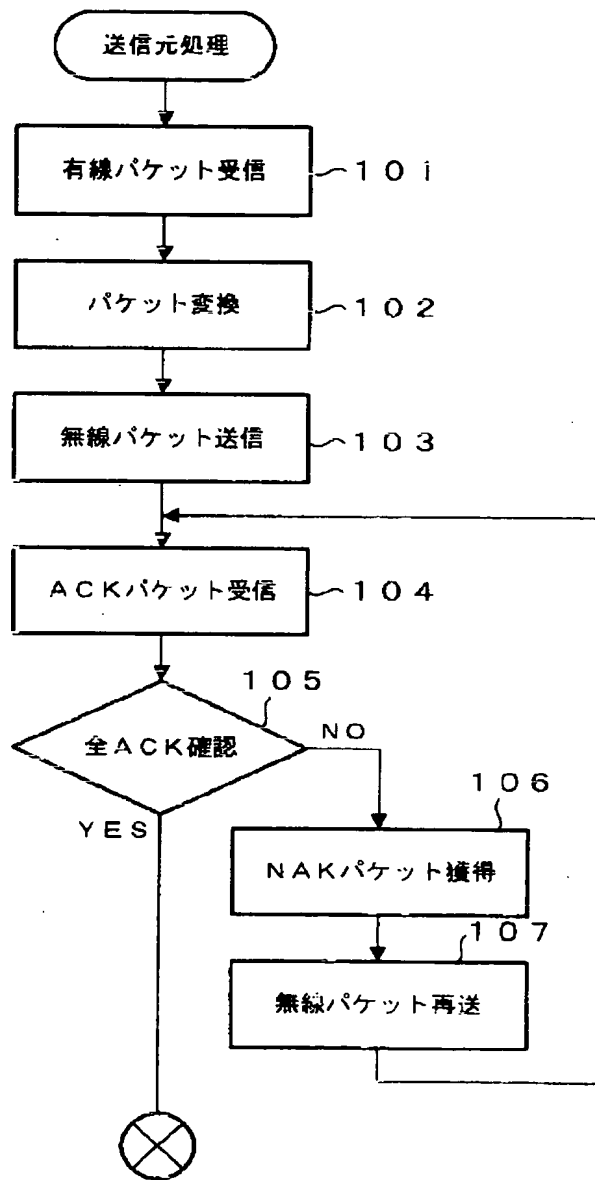 送信元処理
有線パケット受信
１０ｉ
パケット変換
１０２
無線パケット送信
１０３
ＡＣＫパケット受信
１０４
１０５
全ＡＣＫ確認
ＮＯ
ＹＥＳ
１０６
ＮＡＫパケット獲得
１０７
無線パケット再送